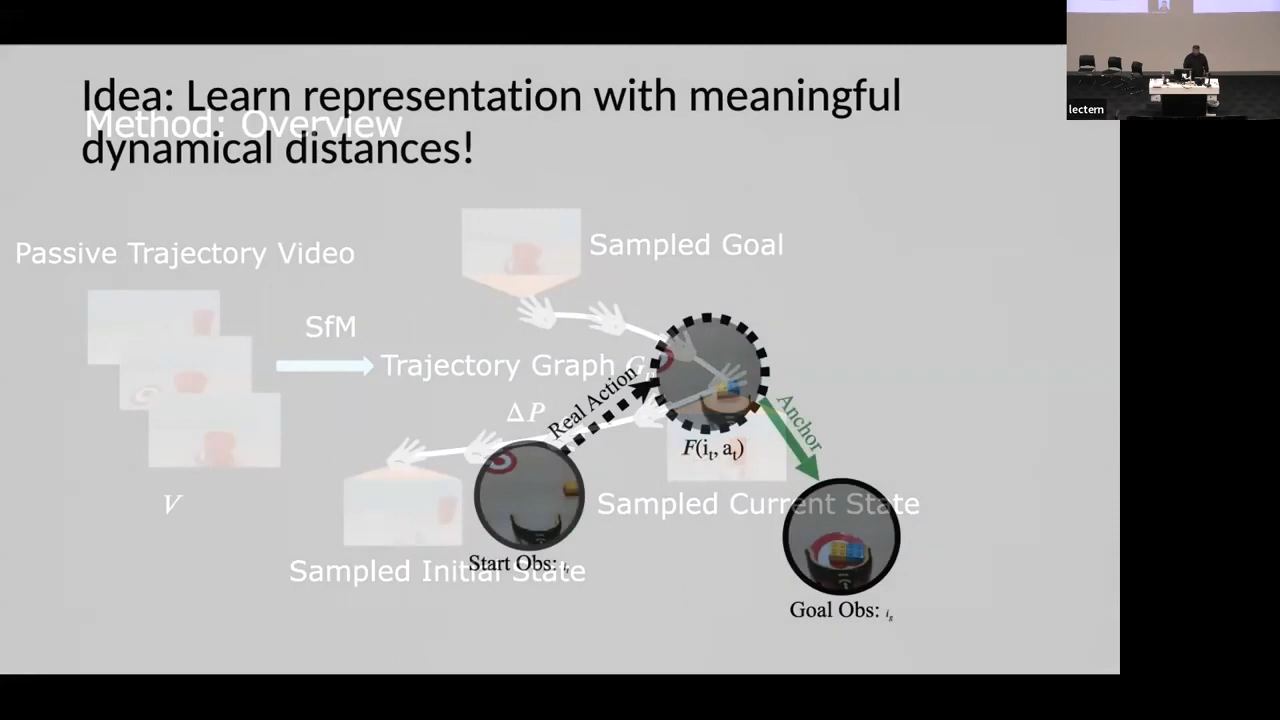 Idea: Learn representation with meaningful
dynamical distances!
Method: Overview
lectern
Passive Trajectory Video
Sampled Goal
SfM
Trajectory Graph
ΔP
Real Action
Anchor
F(i_t, a_t)
V
Sampled Current State
Sampled Initial State
Start Obs:
Goal Obs: i_g